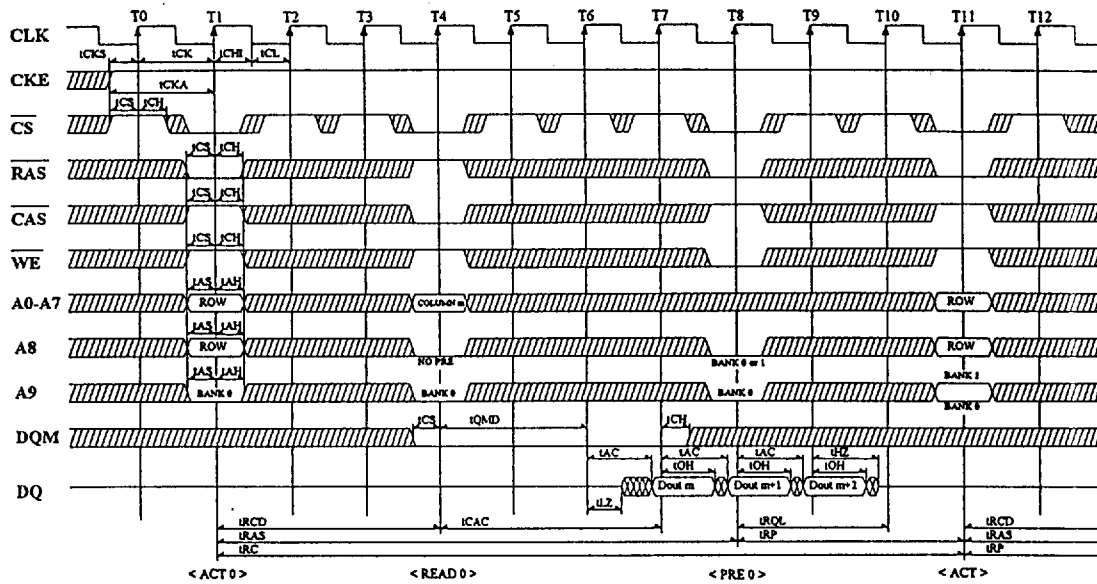 T0 T1 T2 T3 T4 T5 T6 T7 T8 T9 T10 T11 T12
CLK
tCKS tCK tCHI tCL
CKE
tCKA
tCS tCH
CS
tCS tCH
RAS
tCS tCH
CAS
tCS tCH
WE
tAS tAH
A0-A7 ROW COLUMN m ROW
tAS tAH
A8 ROW ROW
NO PRE BANK 0 or 1
tAS tAH BANK 1
A9 BANK 0 BANK 0 BANK 0
BANK 0
tCS tQMD tCH
DQM
tAC tAC tAC tHZ
tOH tOH tOH
DQ Dout m Dout m+1 Dout m+2
tLZ
tRCD tCAC tRQL tRCD
tRAS tRP tRAS
tRC tRP
< ACT 0 > < READ 0 > < PRE 0 > < ACT >